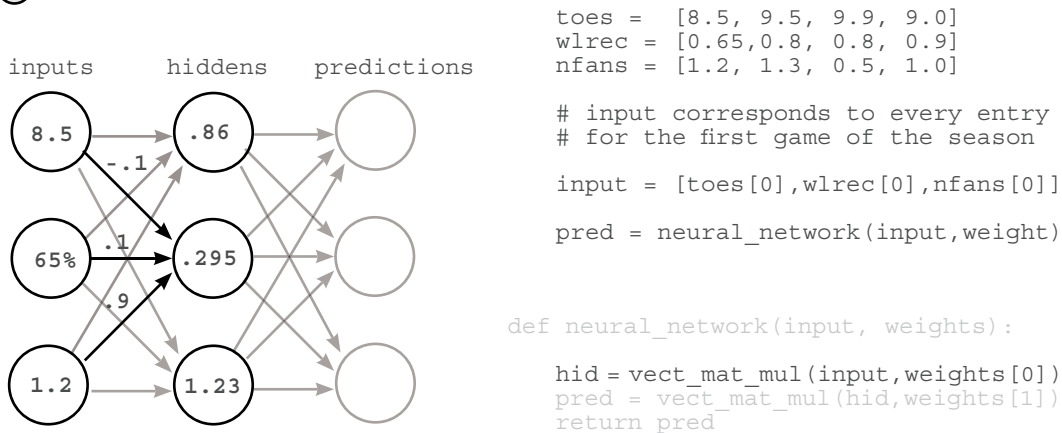 inputs hiddens predictions
8.5 .86
-.1
65% .1 .295
.9
1.2 1.23
toes = [8.5, 9.5, 9.9, 9.0]
wlrec = [0.65,0.8, 0.8, 0.9]
nfans = [1.2, 1.3, 0.5, 1.0]
# input corresponds to every entry
# for the first game of the season
input = [toes[0],wlrec[0],nfans[0]]
pred = neural_network(input,weight)
def neural_network(input, weights):
hid = vect_mat_mul(input,weights[0])
pred = vect_mat_mul(hid,weights[1])
return pred